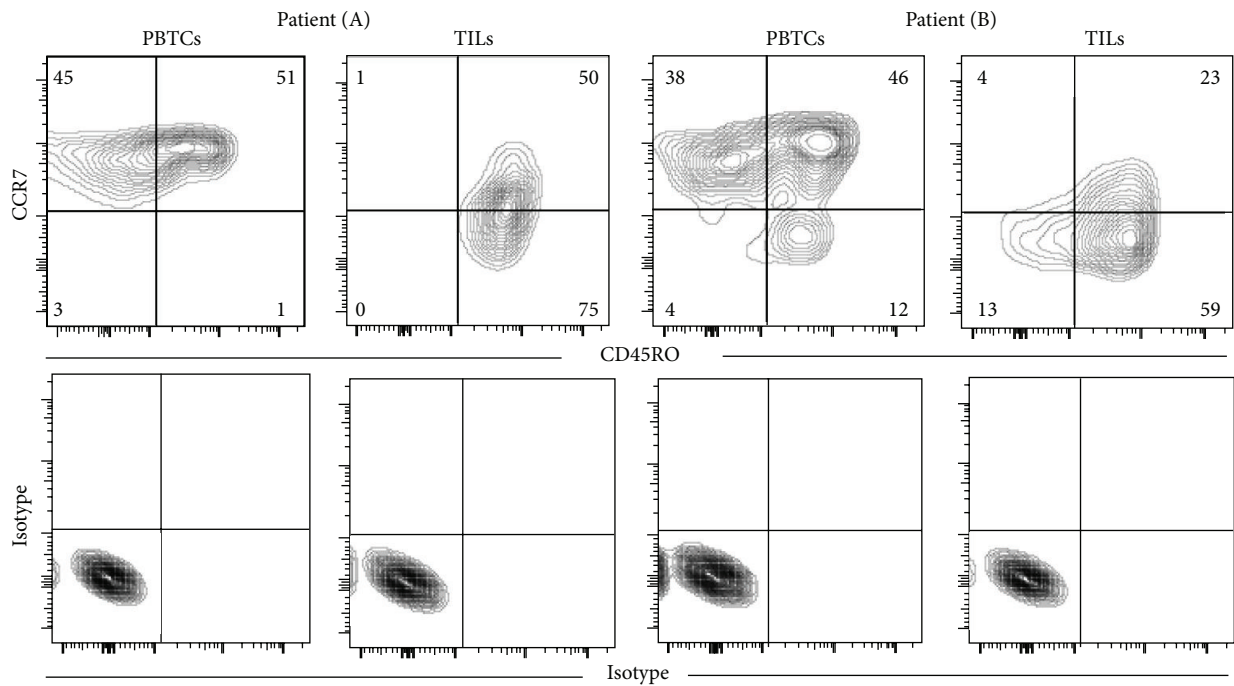 Patient (A)
Patient (B)
PBTCs
TILs
PBTCs
TILs
45 51
1 50
38 46
4 23
CCR7
3 1
0 75
4 12
13 59
CD45RO
Isotype
Isotype